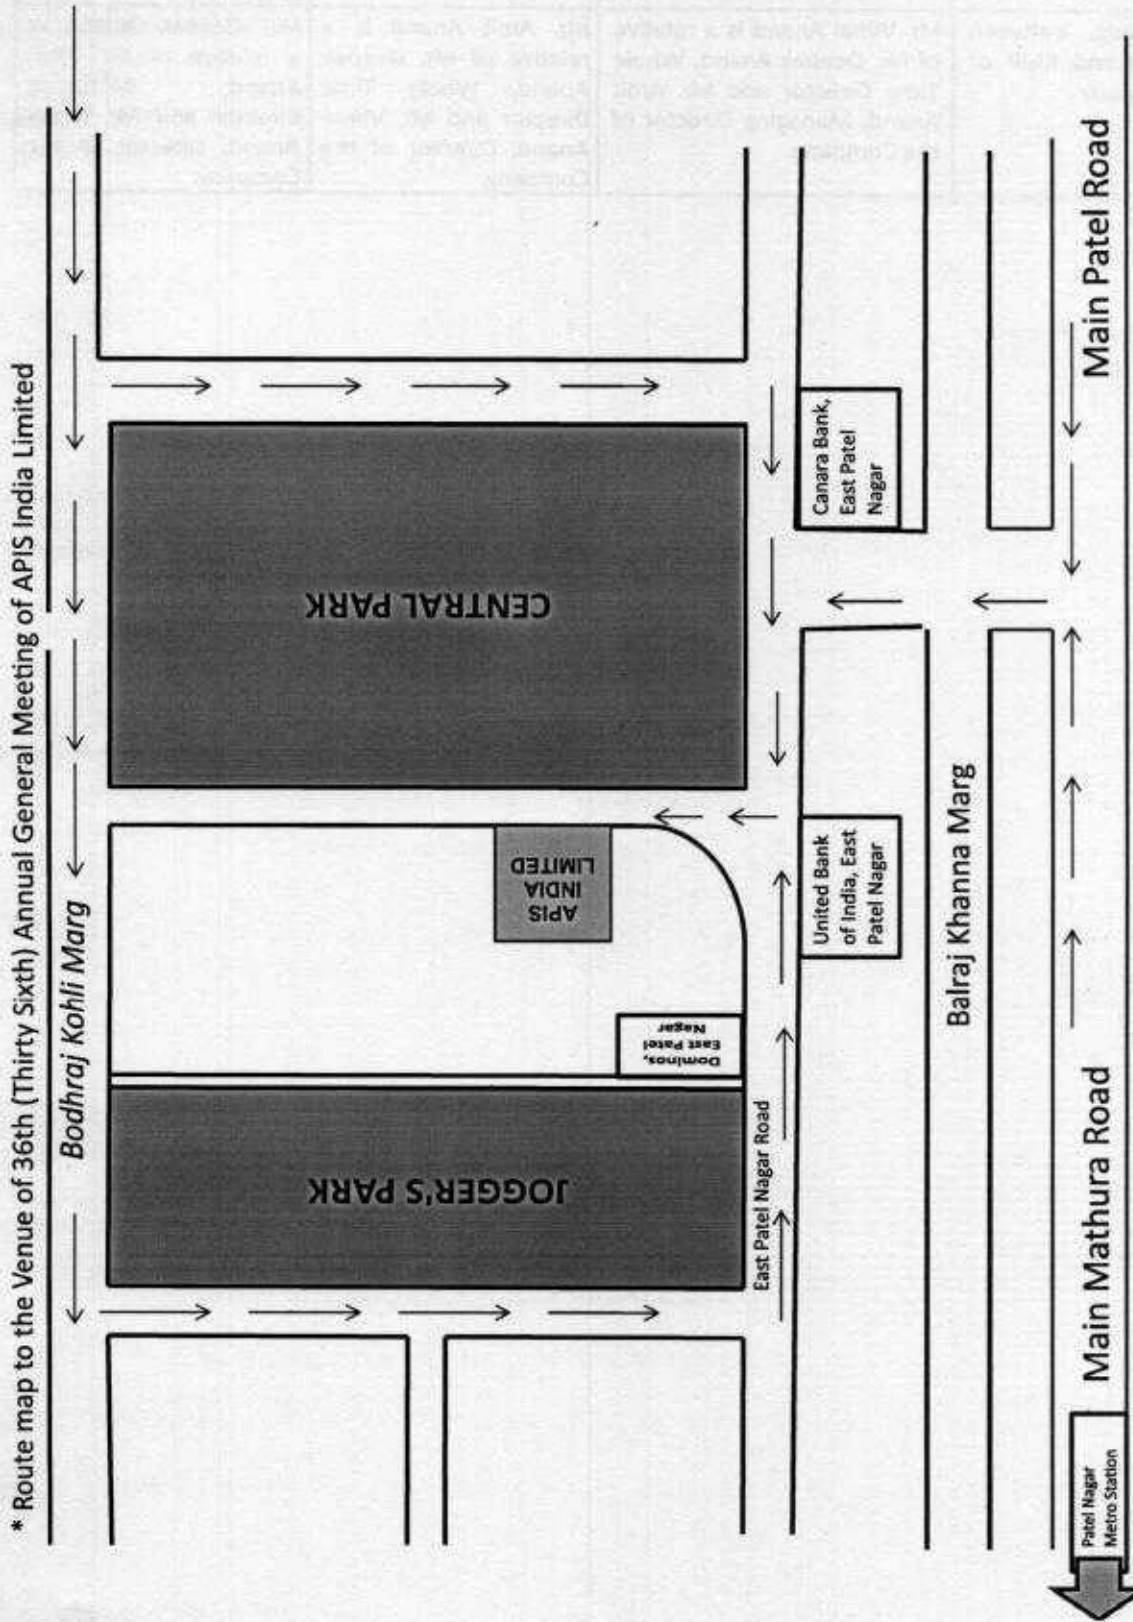 * Route map to the Venue of 36th (Thirty Sixth) Annual General Meeting of APIS India Limited
Bodhraj Kohli Marg
JOGGER'S PARK
CENTRAL PARK
APIS
INDIA
LIMITED
Dominos,
East Patel
Nagar
East Patel Nagar Road
United Bank
of India, East
Patel Nagar
Canara Bank,
East Patel
Nagar
Balraj Khanna Marg
Patel Nagar
Metro Station
Main Mathura Road
Main Patel Road